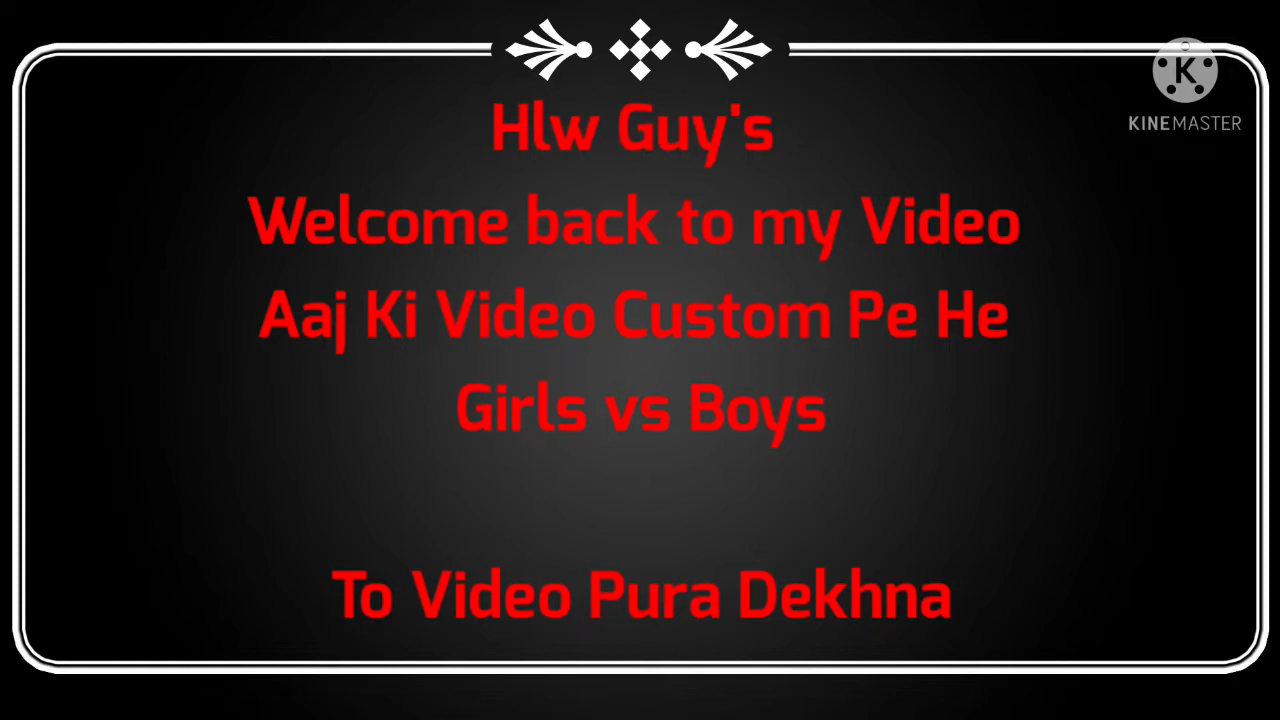 Hlw Guy's
K
KINEMASTER
Welcome back to my Video
Aaj Ki Video Custom Pe He
Girls vs Boys
To Video Pura Dekhna